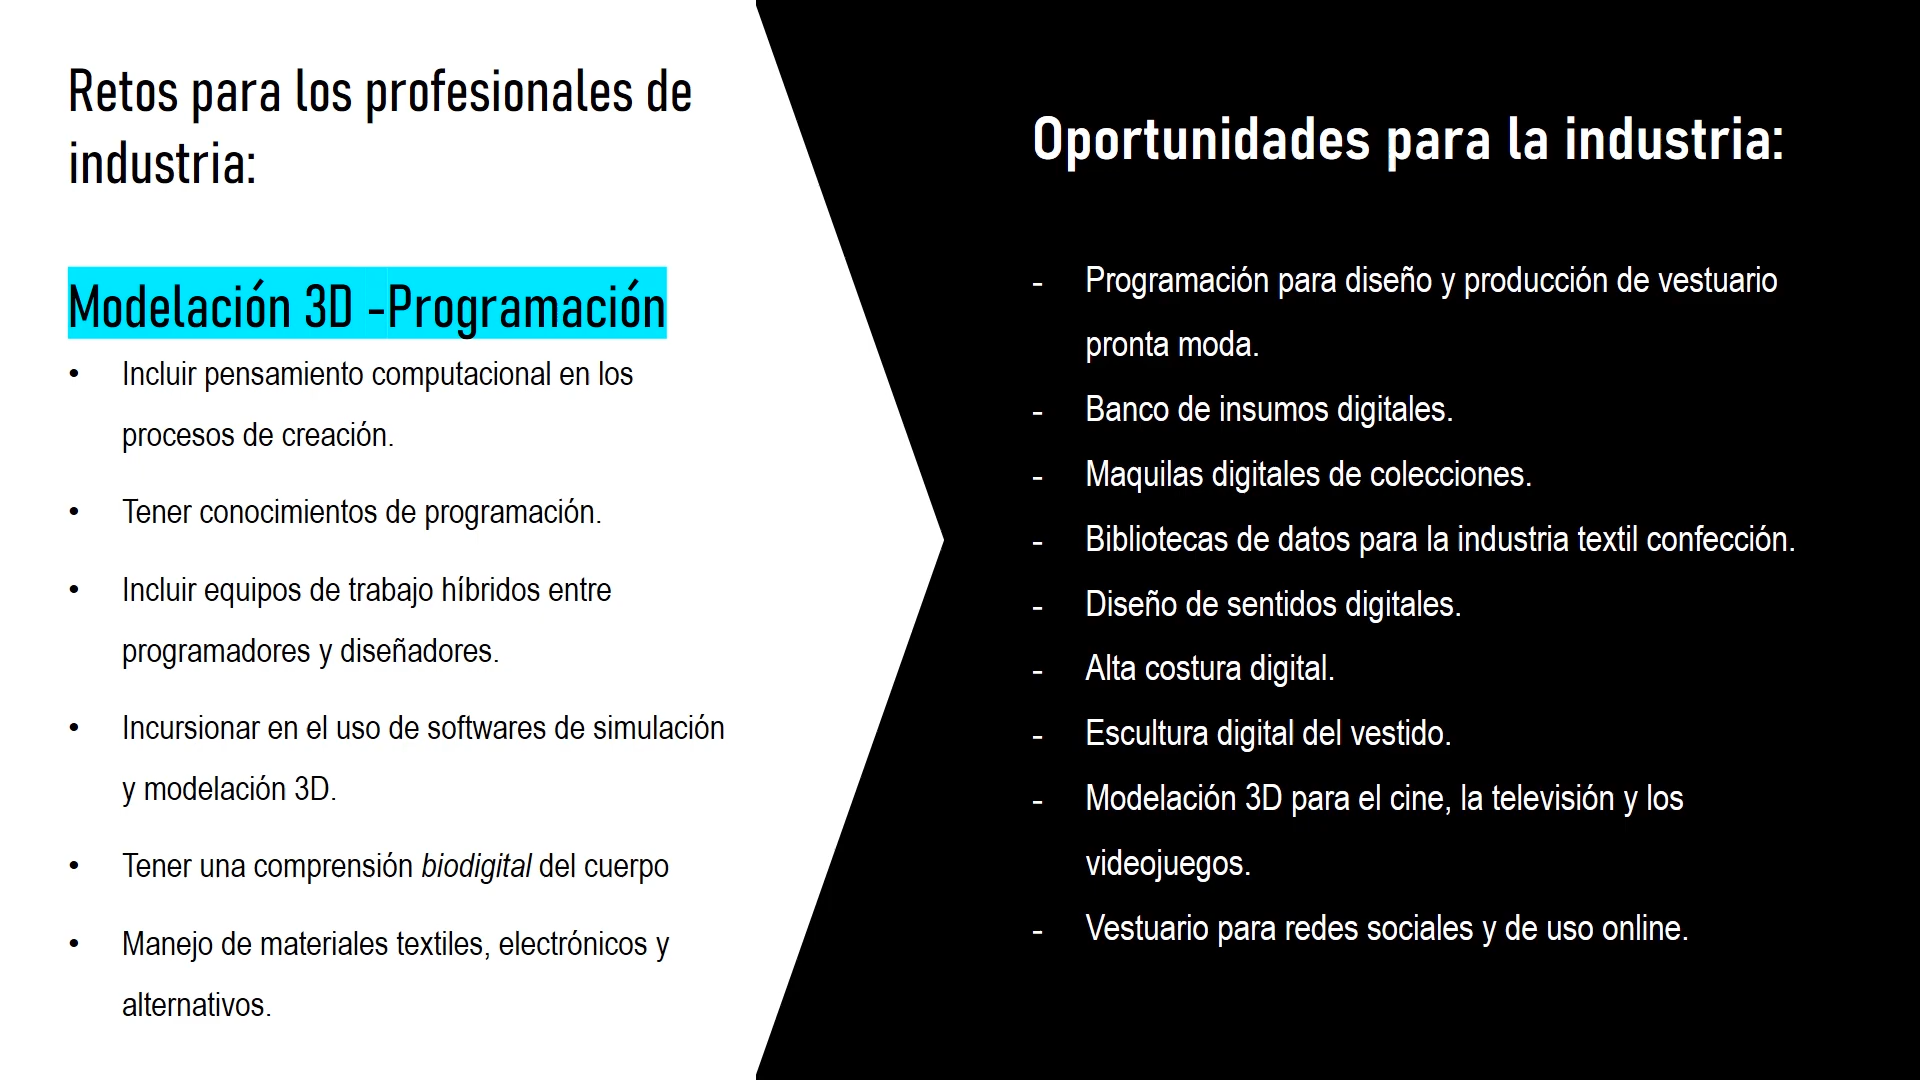 Retos para los profesionales de
industria:
Modelación 3D -Programación
• Incluir pensamiento computacional en los
procesos de creación.
• Tener conocimientos de programación.
• Incluir equipos de trabajo híbridos entre
programadores y diseñadores.
• Incursionar en el uso de softwares de simulación
y modelación 3D.
• Tener una comprensión biodigital del cuerpo
• Manejo de materiales textiles, electrónicos y
alternativos.
Oportunidades para la industria:
- Programación para diseño y producción de vestuario
pronta moda.
- Banco de insumos digitales.
- Maquilas digitales de colecciones.
- Bibliotecas de datos para la industria textil confección.
- Diseño de sentidos digitales.
- Alta costura digital.
- Escultura digital del vestido.
- Modelación 3D para el cine, la televisión y los
videojuegos.
- Vestuario para redes sociales y de uso online.